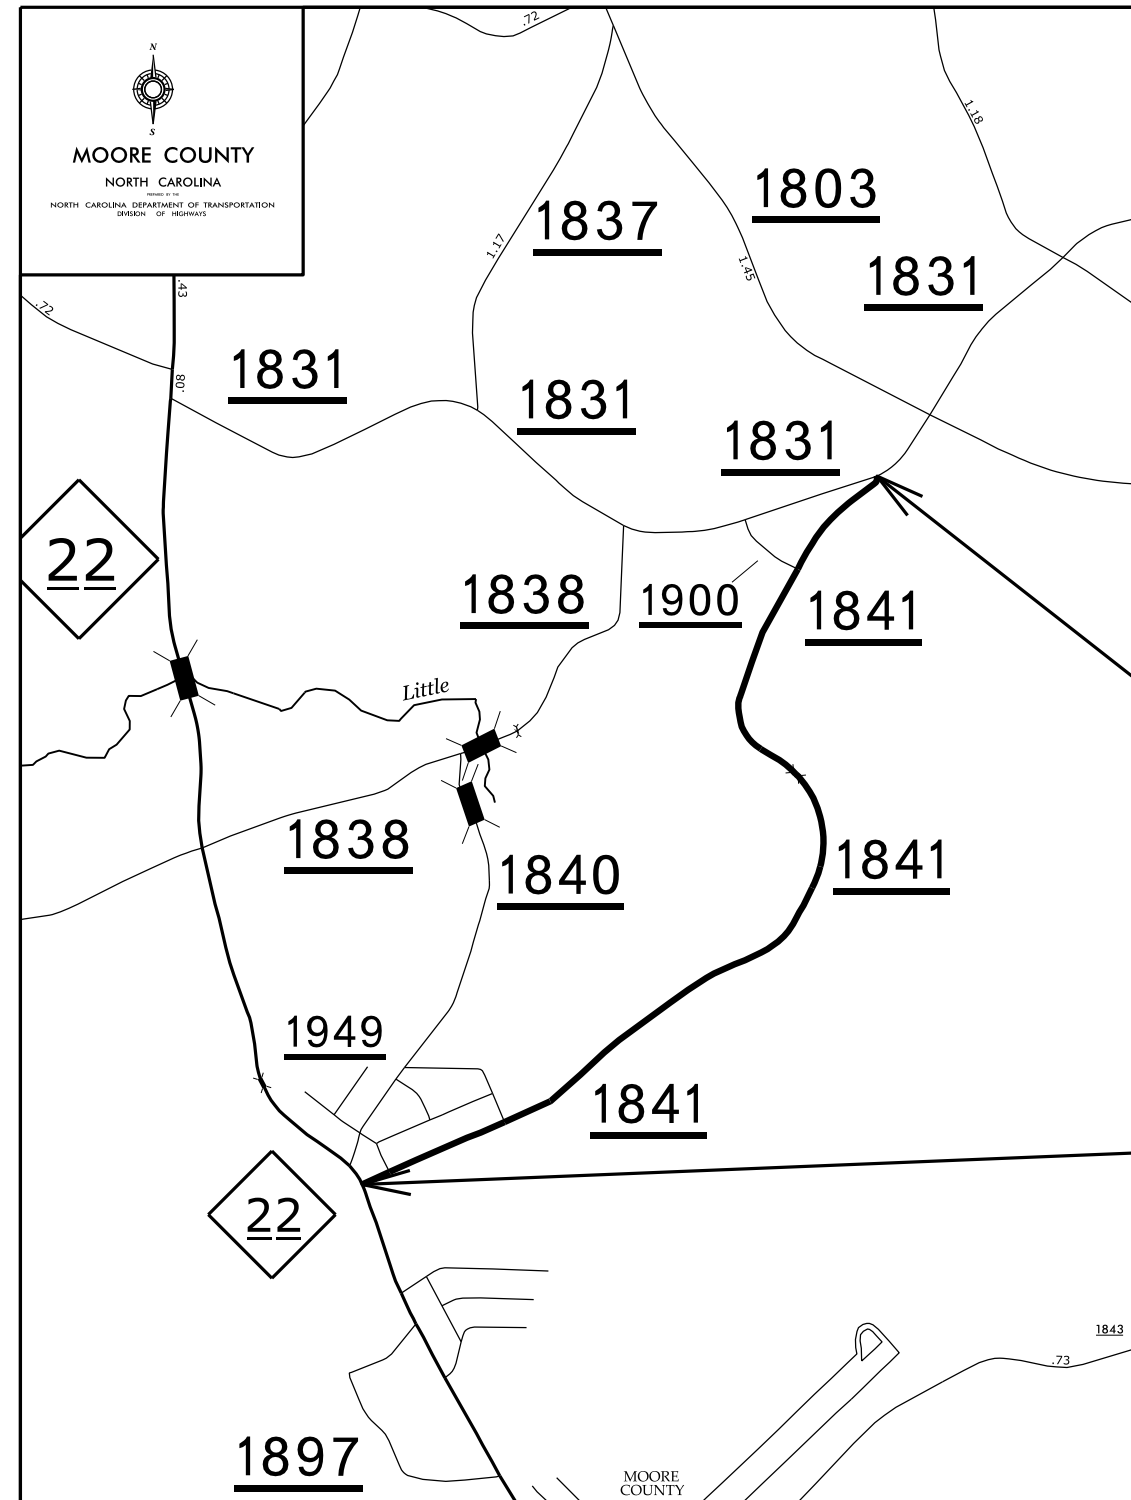 .72
N
S
MOORE COUNTY
NORTH CAROLINA
PREPARED BY THE
NORTH CAROLINA DEPARTMENT OF TRANSPORTATION
DIVISION OF HIGHWAYS
1.18
1803
1837
1.17
1.45
1831
.43
.72
1831
.08
1831
1831
22
1838
1900
1841
Little
1838
1841
1840
1949
1841
22
1843
.73
1897
MOORE
COUNTY